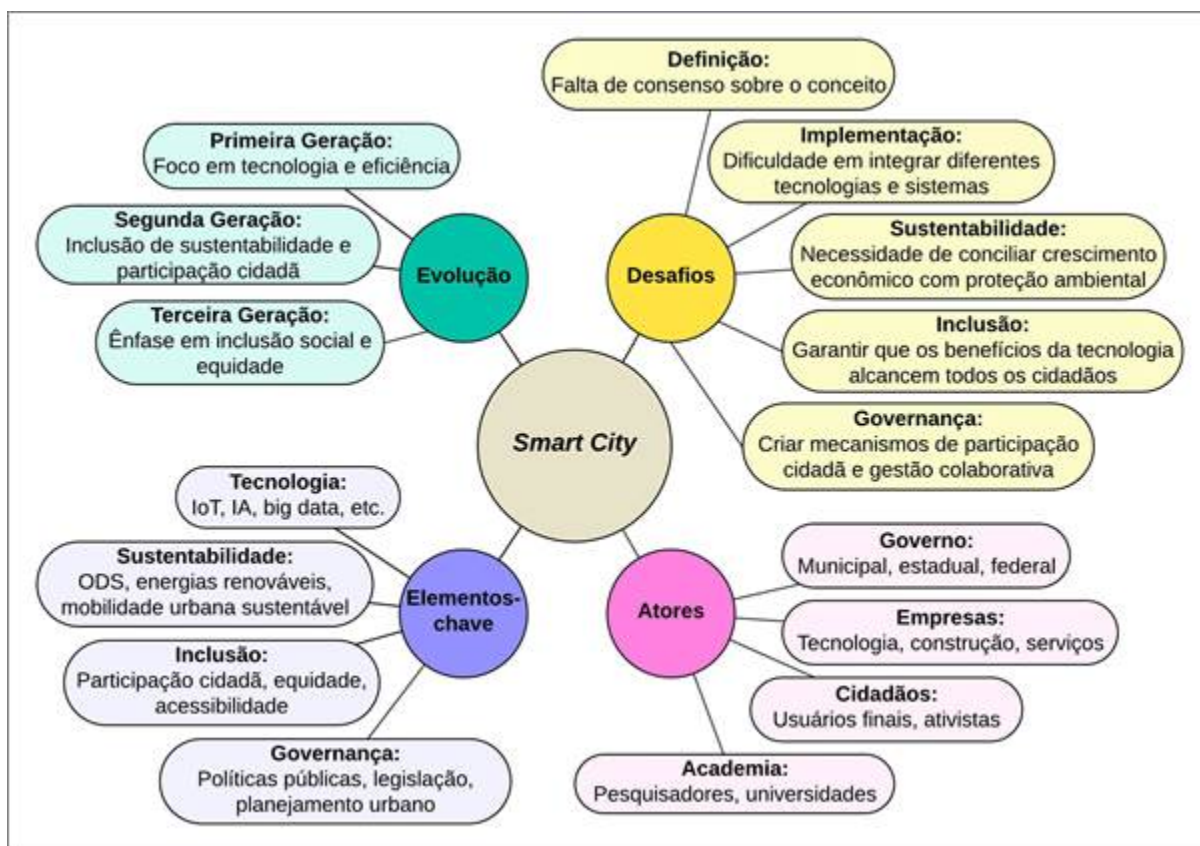 Definição:
Falta de consenso sobre o conceito
Primeira Geração:
Foco em tecnologia e eficiência
Segunda Geração:
Inclusão de sustentabilidade e
participação cidadã
Terceira Geração:
Ênfase em inclusão social e
equidade
Evolução
Implementação:
Dificuldade em integrar diferentes
tecnologias e sistemas
Sustentabilidade:
Necessidade de conciliar crescimento
econômico com proteção ambiental
Inclusão:
Garantir que os benefícios da tecnologia
alcancem todos os cidadãos
Governança:
Criar mecanismos de participação
cidadã e gestão colaborativa
Desafios
Smart City
Tecnologia:
IoT, IA, big data, etc.
Sustentabilidade:
ODS, energias renováveis,
mobilidade urbana sustentável
Inclusão:
Participação cidadã, equidade,
acessibilidade
Governança:
Políticas públicas, legislação,
planejamento urbano
Elementos-
chave
Atores
Governo:
Municipal, estadual, federal
Empresas:
Tecnologia, construção, serviços
Cidadãos:
Usuários finais, ativistas
Academia:
Pesquisadores, universidades